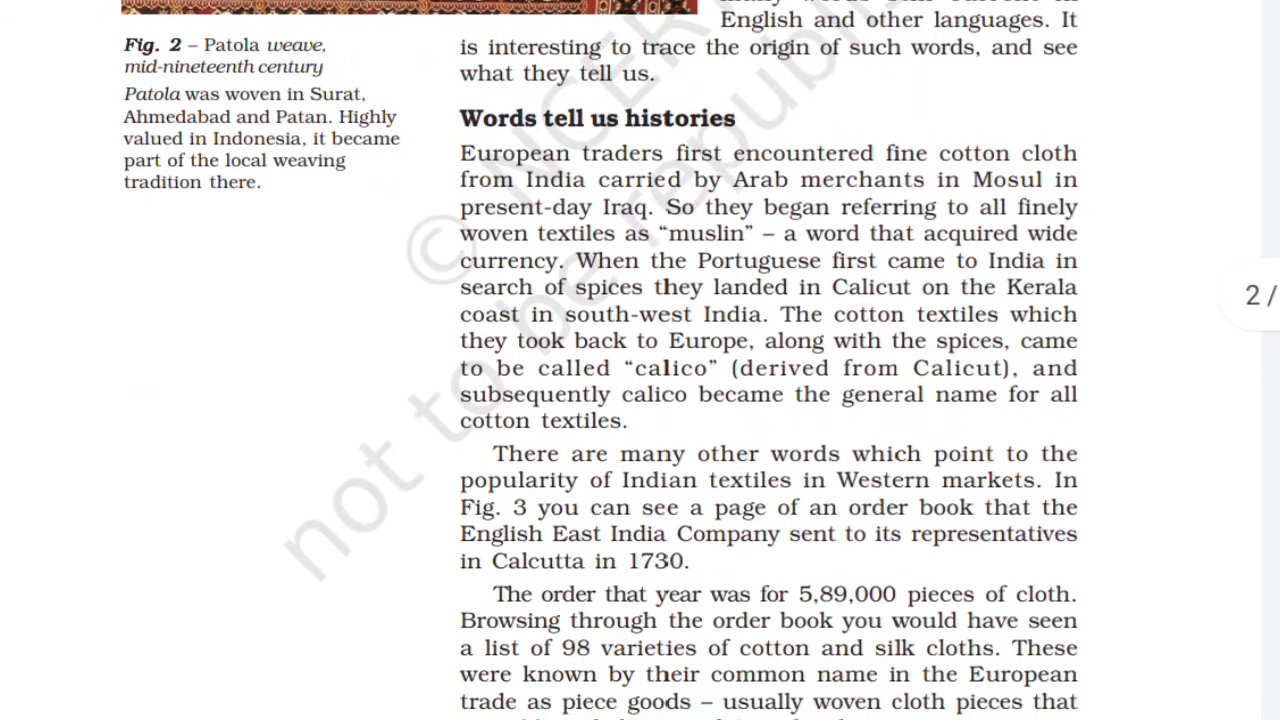 English and other languages. It
is interesting to trace the origin of such words, and see
what they tell us.
Fig. 2 – Patola weave,
mid-nineteenth century
Patola was woven in Surat,
Ahmedabad and Patan. Highly
valued in Indonesia, it became
part of the local weaving
tradition there.
Words tell us histories
European traders first encountered fine cotton cloth
from India carried by Arab merchants in Mosul in
present-day Iraq. So they began referring to all finely
woven textiles as “muslin” – a word that acquired wide
currency. When the Portuguese first came to India in
search of spices they landed in Calicut on the Kerala
coast in south-west India. The cotton textiles which
they took back to Europe, along with the spices, came
to be called “calico” (derived from Calicut), and
subsequently calico became the general name for all
cotton textiles.
There are many other words which point to the
popularity of Indian textiles in Western markets. In
Fig. 3 you can see a page of an order book that the
English East India Company sent to its representatives
in Calcutta in 1730.
The order that year was for 5,89,000 pieces of cloth.
Browsing through the order book you would have seen
a list of 98 varieties of cotton and silk cloths. These
were known by their common name in the European
trade as piece goods – usually woven cloth pieces that
© NCER
not to be republi
2 /